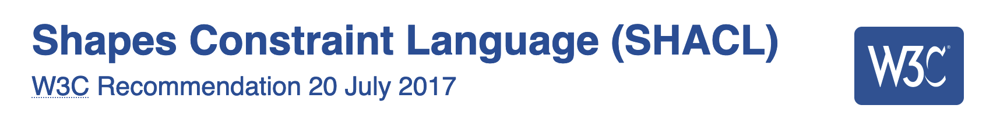 Shapes Constraint Language (SHACL)
W3C Recommendation 20 July 2017
W3C®